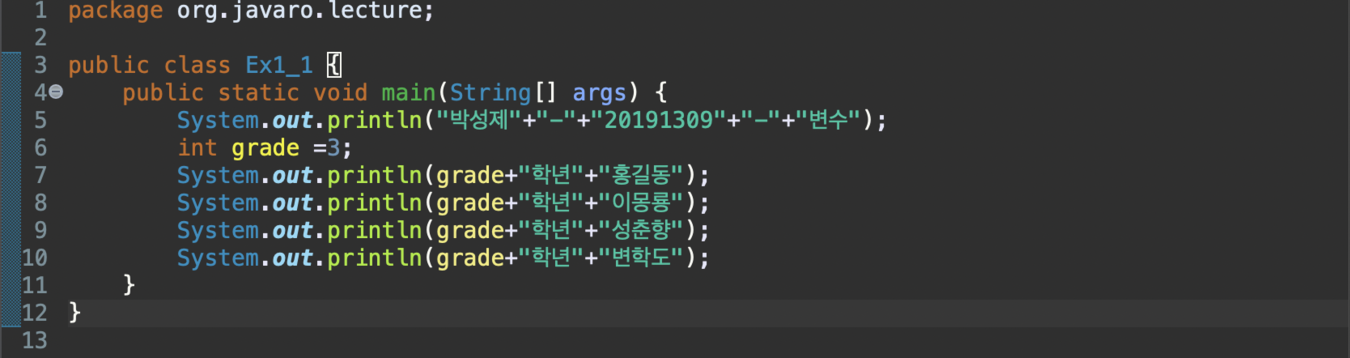 1 package org.javaro.lecture;
2
3 public class Ex1_1 {
4     public static void main(String[] args) {
5         System.out.println("박성제"+"-"+"20191309"+"-"+"변수");
6         int grade =3;
7         System.out.println(grade+"학년"+"홍길동");
8         System.out.println(grade+"학년"+"이몽룡");
9         System.out.println(grade+"학년"+"성춘향");
10         System.out.println(grade+"학년"+"변학도");
11     }
12 }
13